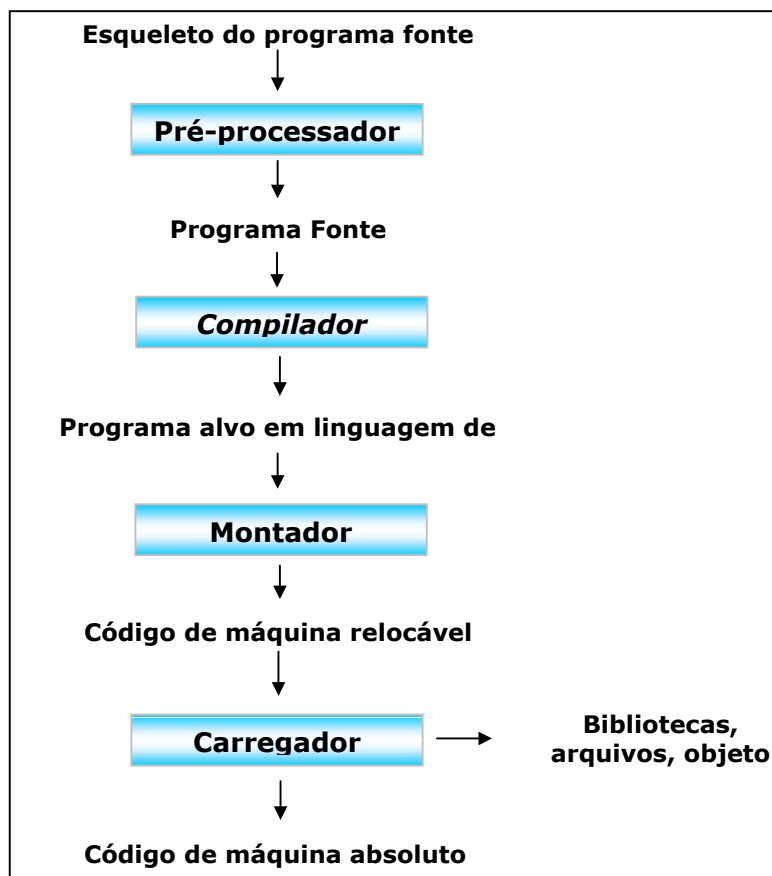 Esqueleto do programa fonte
Pré-processador
Programa Fonte
Compilador
Programa alvo em linguagem de
Montador
Código de máquina relocável
Carregador
Bibliotecas,
arquivos, objeto
Código de máquina absoluto